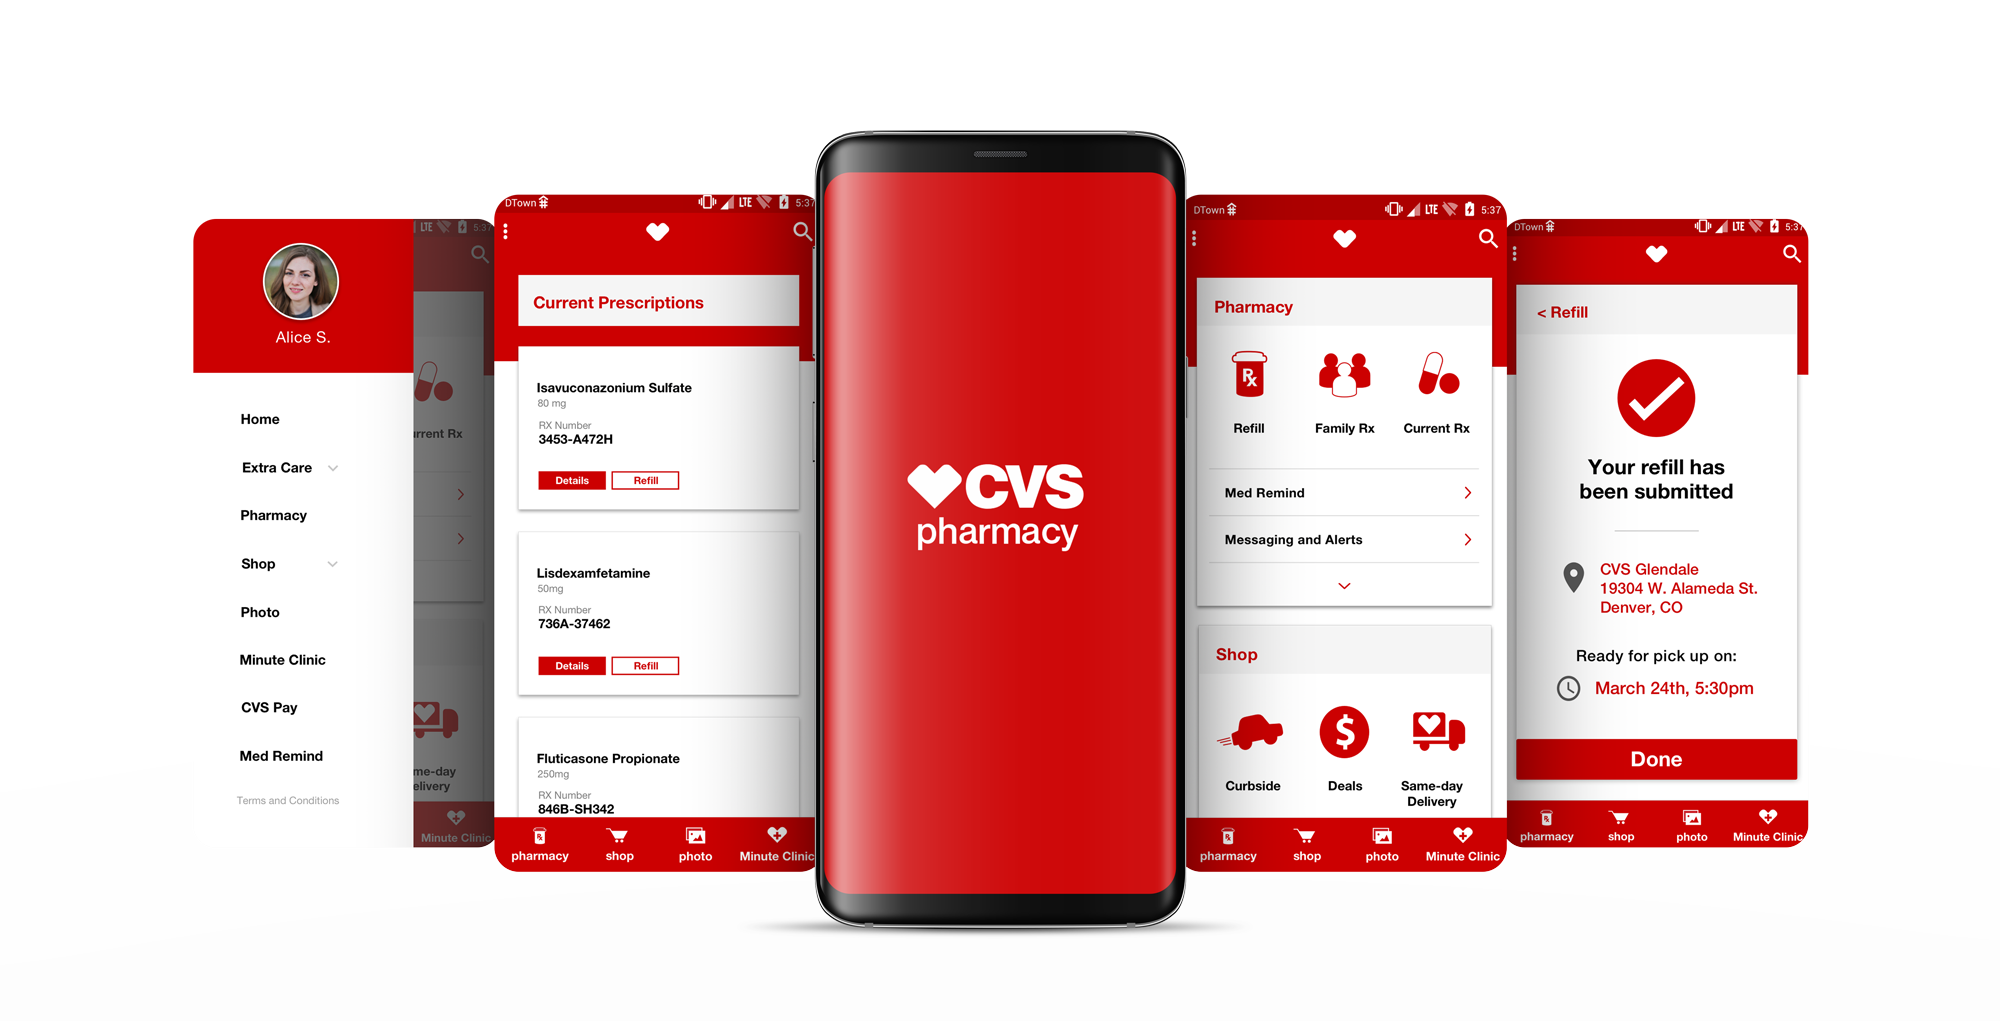 Alice S.
Home
Extra Care
Pharmacy
Shop
Photo
Minute Clinic
CVS Pay
Med Remind
Terms and Conditions
LTE 5:37
rrent Rx
me-day
elivery
Minute Clinic
DTown LTE 5:37
Current Prescriptions
Isavuconazonium Sulfate
80 mg
RX Number
3453-A472H
Details Refill
Lisdexamfetamine
50mg
RX Number
736A-37462
Details Refill
Fluticasone Propionate
250mg
RX Number
846B-SH342
pharmacy shop photo Minute Clinic
CVS
pharmacy
DTown LTE 5:37
Pharmacy
Rx
Refill Family Rx Current Rx
Med Remind
Messaging and Alerts
Shop
$
Curbside Deals Same-day
Delivery
pharmacy shop photo Minute Clinic
DTown LTE 5:37
< Refill
Your refill has
been submitted
CVS Glendale
19304 W. Alameda St.
Denver, CO
Ready for pick up on:
March 24th, 5:30pm
Done
pharmacy shop photo Minute Clinic